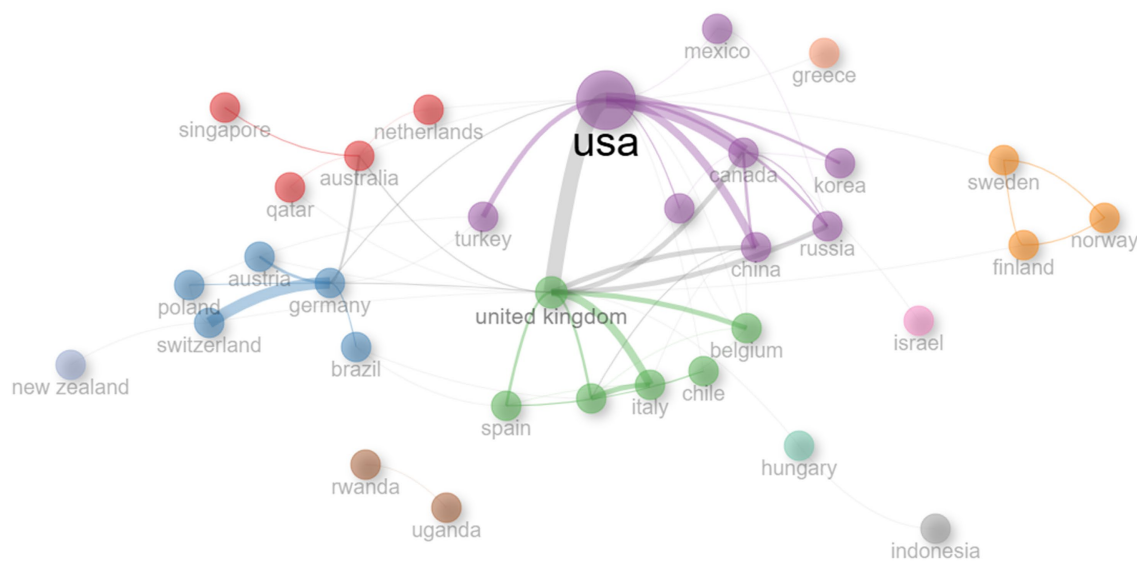 mexico
greece
singapore
netherlands
usa
australia
canada
korea
sweden
qatar
turkey
russia
norway
china
finland
austria
poland
germany
united kingdom
switzerland
belgium
israel
brazil
new zealand
chile
italy
spain
hungary
rwanda
uganda
indonesia